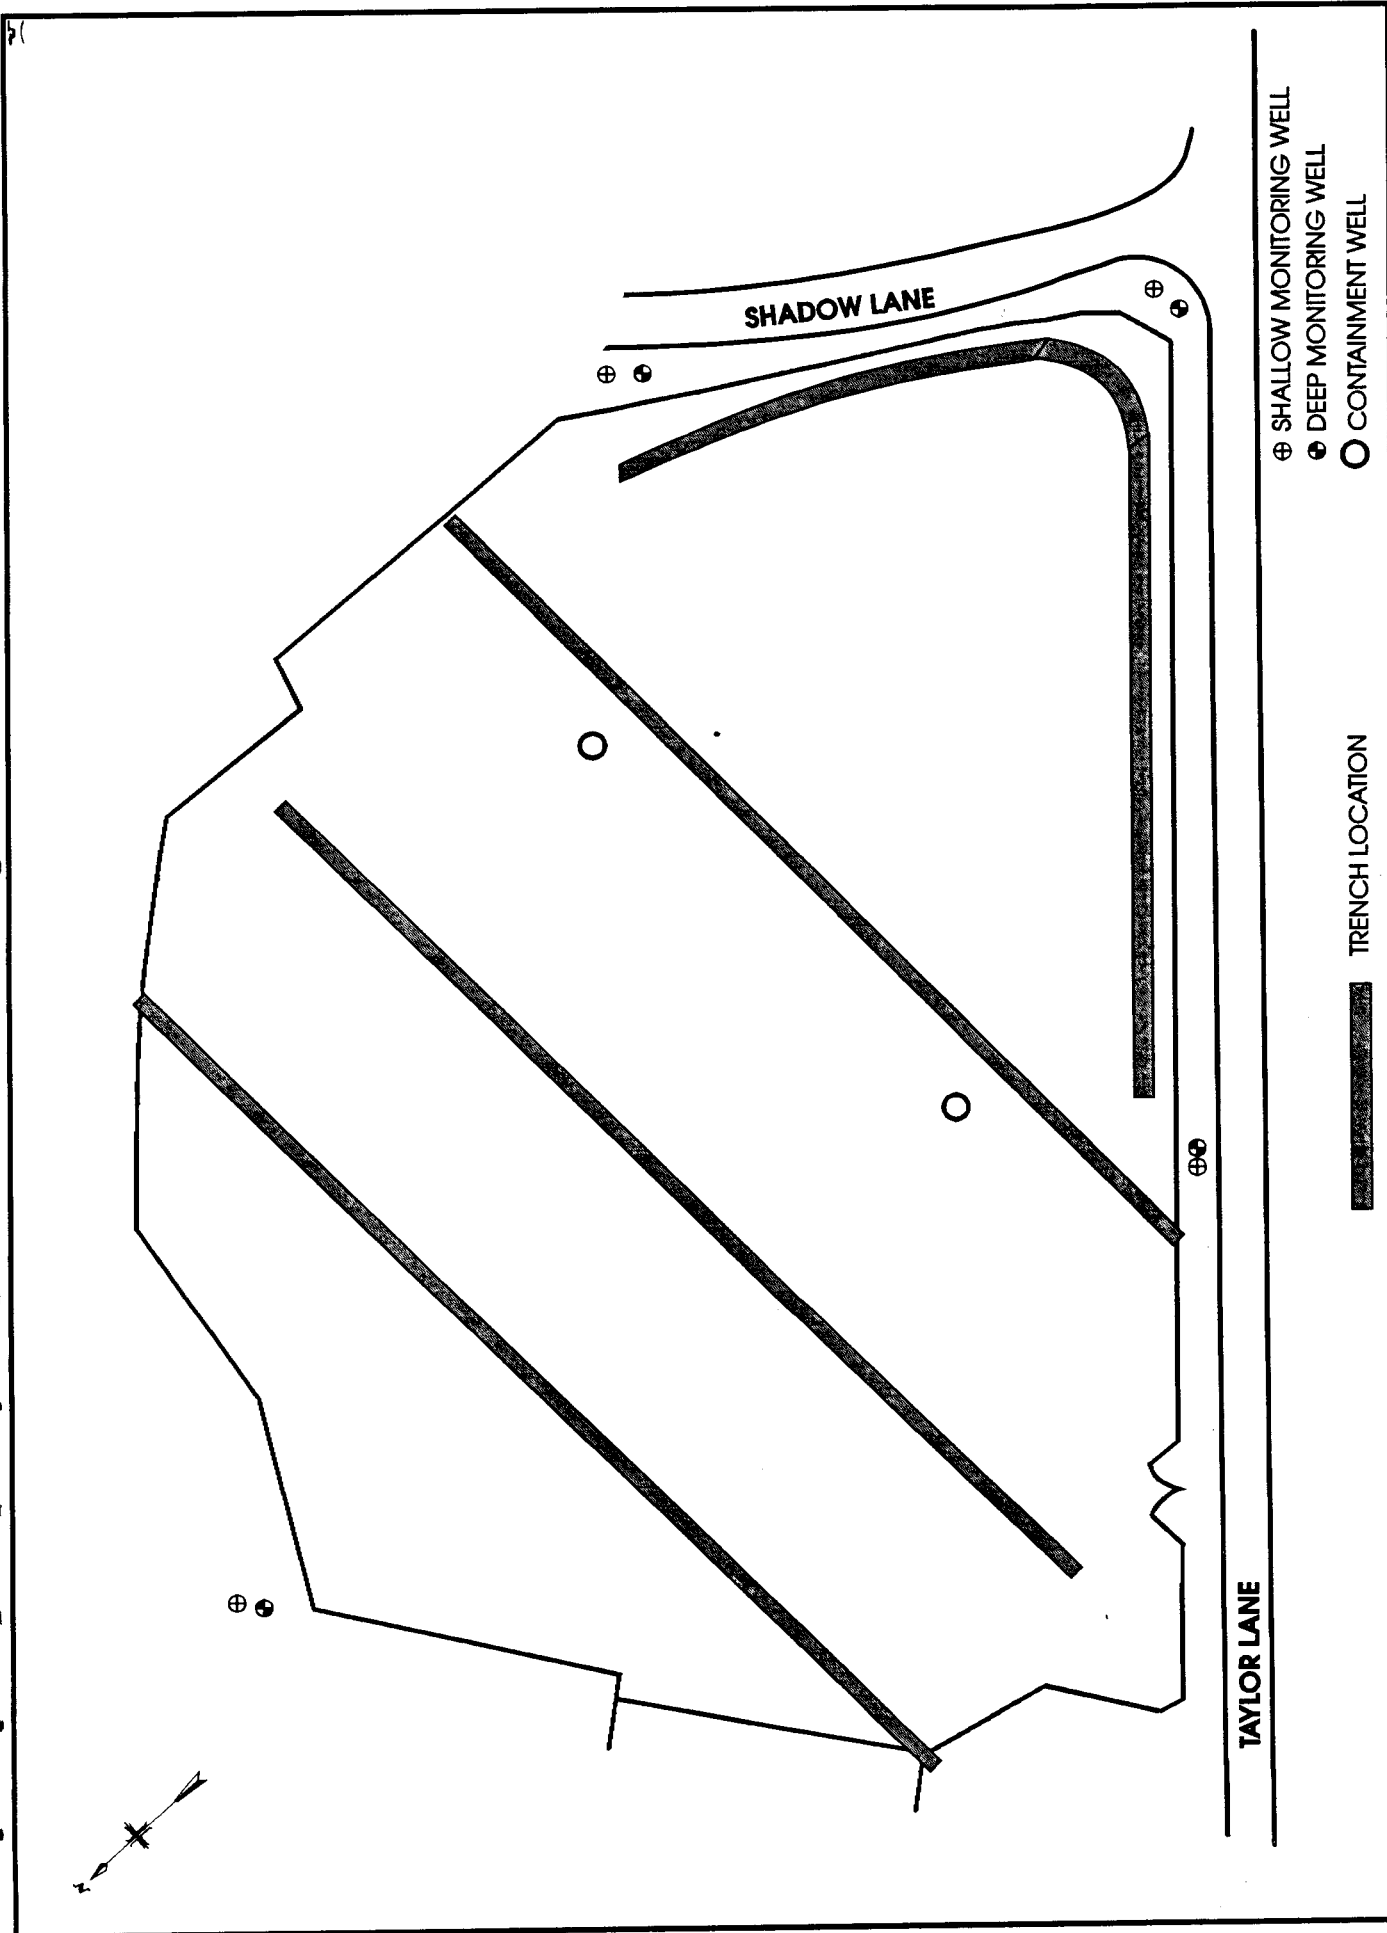 SHADOW LANE
TAYLOR LANE
SHALLOW MONITORING WELL
DEEP MONITORING WELL
CONTAINMENT WELL
TRENCH LOCATION
N